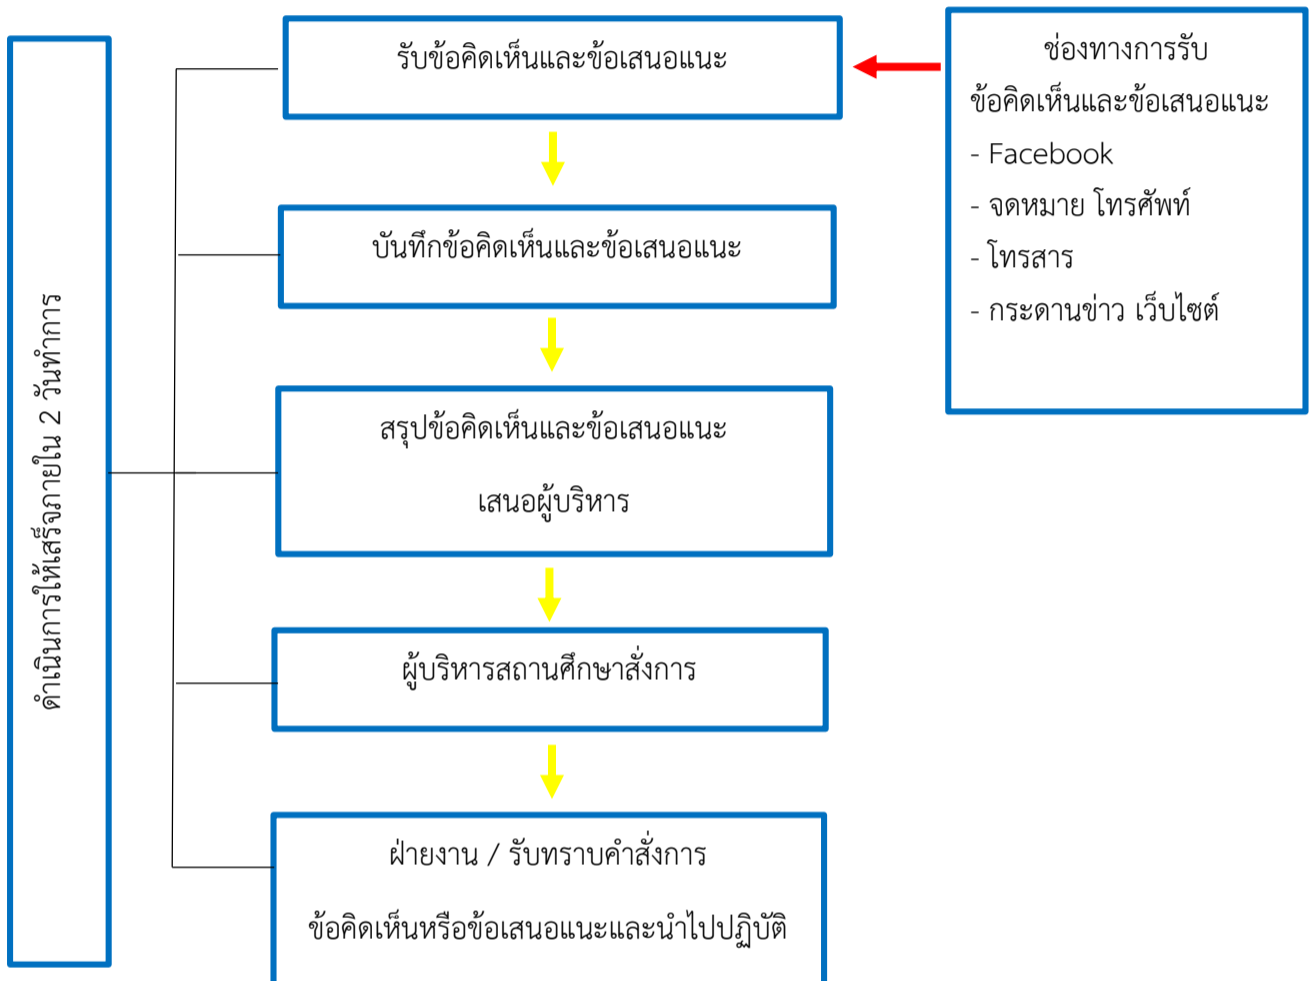 รับข้อคิดเห็นและข้อเสนอแนะ
บันทึกข้อคิดเห็นและข้อเสนอแนะ
สรุปข้อคิดเห็นและข้อเสนอแนะ
เสนอผู้บริหาร
ผู้บริหารสถานศึกษาสั่งการ
ฝ่ายงาน / รับทราบคำสั่งการ
ข้อคิดเห็นหรือข้อเสนอแนะและนำไปปฏิบัติ
ช่องทางการรับ
ข้อคิดเห็นและข้อเสนอแนะ
- Facebook
- จดหมาย โทรศัพท์
- โทรสาร
- กระดานข่าว เว็บไซต์
ดำเนินการให้เสร็จภายใน 2 วันทำการ